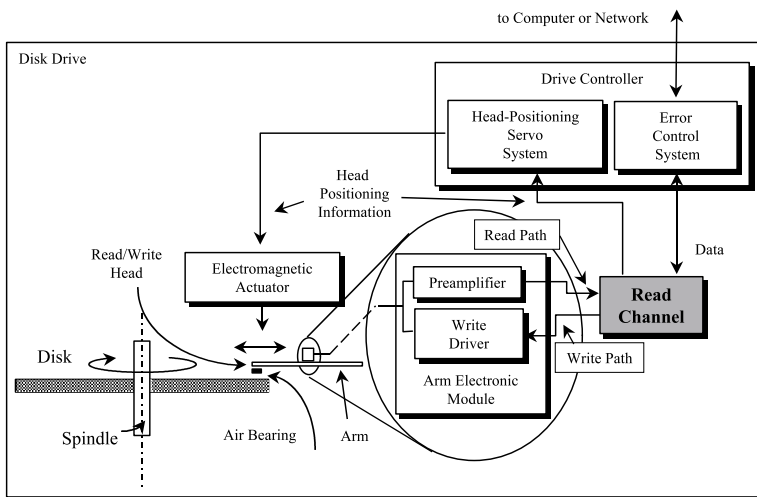 to Computer or Network
Disk Drive
Drive Controller
Head-Positioning
Servo
System
Error
Control
System
Head
Positioning
Information
Read Path
Data
Read/Write
Head
Electromagnetic
Actuator
Preamplifier
Read
Channel
Write
Driver
Write Path
Disk
Arm Electronic
Module
Spindle
Air Bearing
Arm